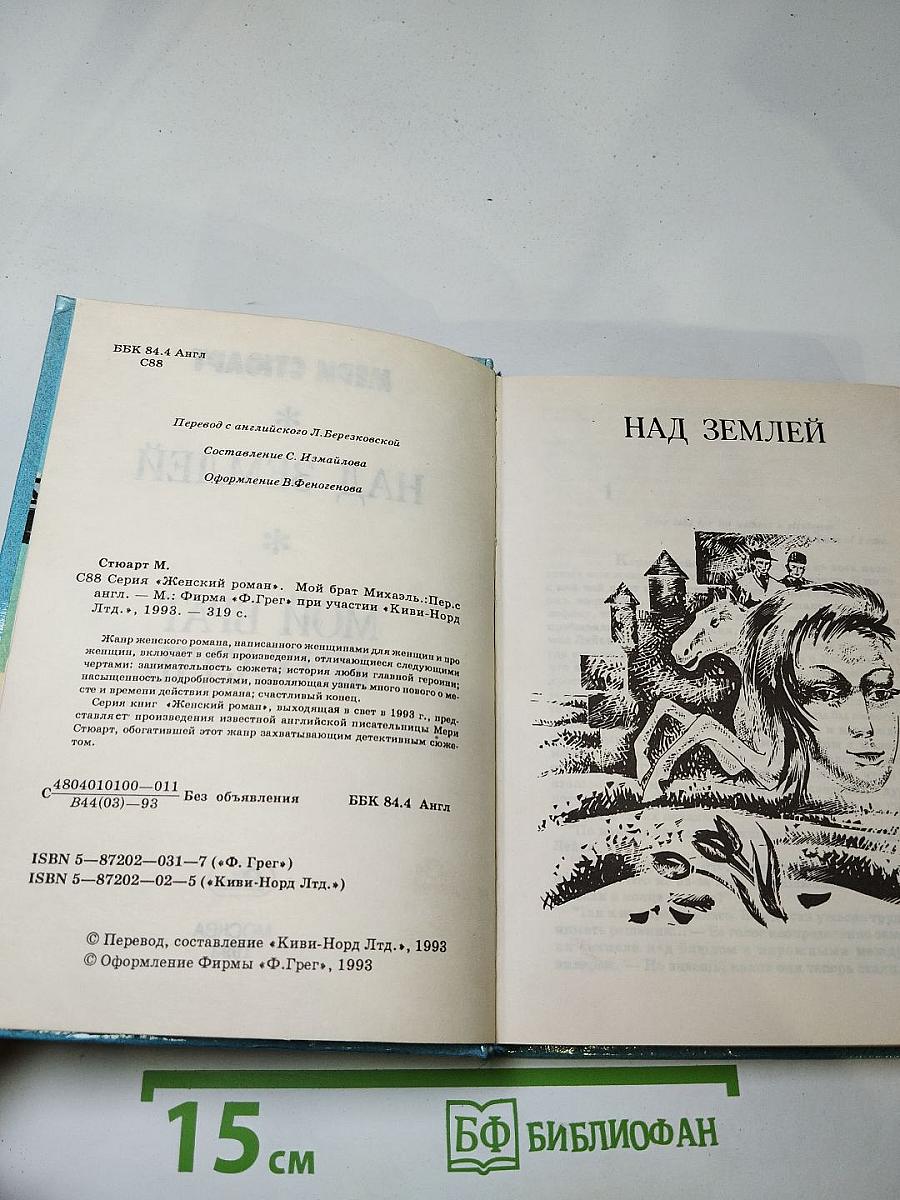 ББК 84.4 Англ
С88
Перевод с английского Л.Березковской
Составление С. Измайлова
Оформление В.Феногенова
Стюарт М.
С88 Серия «Женский роман». Мой брат Михаэль.:Пер.с
англ. — М.: Фирма «Ф.Грег» при участии «Киви-Норд
Лтд.», 1993. — 319 с.
Жанр женского романа, написанного женщинами для женщин и про
женщин, включает в себя произведения, отличающиеся следующими
чертами: занимательность сюжета; история любви главной героини;
насыщенность подробностями, позволяющая узнать много нового о ме-
сте и времени действия романа; счастливый конец.
Серия книг «Женский роман», выходящая в свет в 1993 г., пред-
ставляет произведения известной английской писательницы Мери
Стюарт, обогатившей этот жанр захватывающим детективным сюже-
том.
С 4804010100—011
В44(03)—93 Без объявления ББК 84.4 Англ
ISBN 5—87202—031—7 («Ф. Грег»)
ISBN 5—87202—02—5 («Киви-Норд Лтд.»)
© Перевод, составление «Киви-Норд Лтд.», 1993
© Оформление Фирмы «Ф.Грег», 1993
НАД ЗЕМЛЕЙ
15 см
БФ БИБЛИОФАН